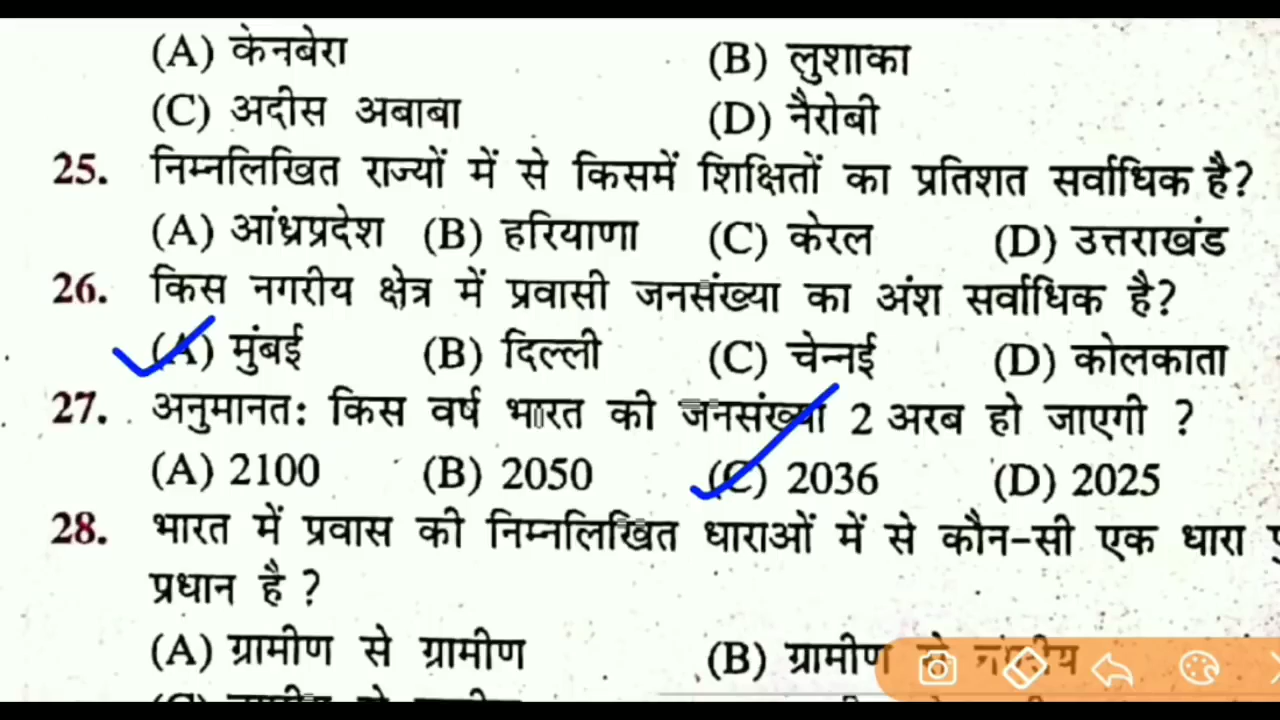 (A) केनबेरा (B) लुशाका
(C) अदीस अबाबा (D) नैरोबी
25. निम्नलिखित राज्यों में से किसमें शिक्षितों का प्रतिशत सर्वाधिक है?
(A) आंध्रप्रदेश (B) हरियाणा (C) केरल (D) उत्तराखंड
26. किस नगरीय क्षेत्र में प्रवासी जनसंख्या का अंश सर्वाधिक है?
(A) मुंबई (B) दिल्ली (C) चेन्नई (D) कोलकाता
27. अनुमानत: किस वर्ष भारत की जनसंख्या 2 अरब हो जाएगी ?
(A) 2100 (B) 2050 (C) 2036 (D) 2025
28. भारत में प्रवास की निम्नलिखित धाराओं में से कौन-सी एक धारा
प्रधान है ?
(A) ग्रामीण से ग्रामीण (B) ग्रामीण